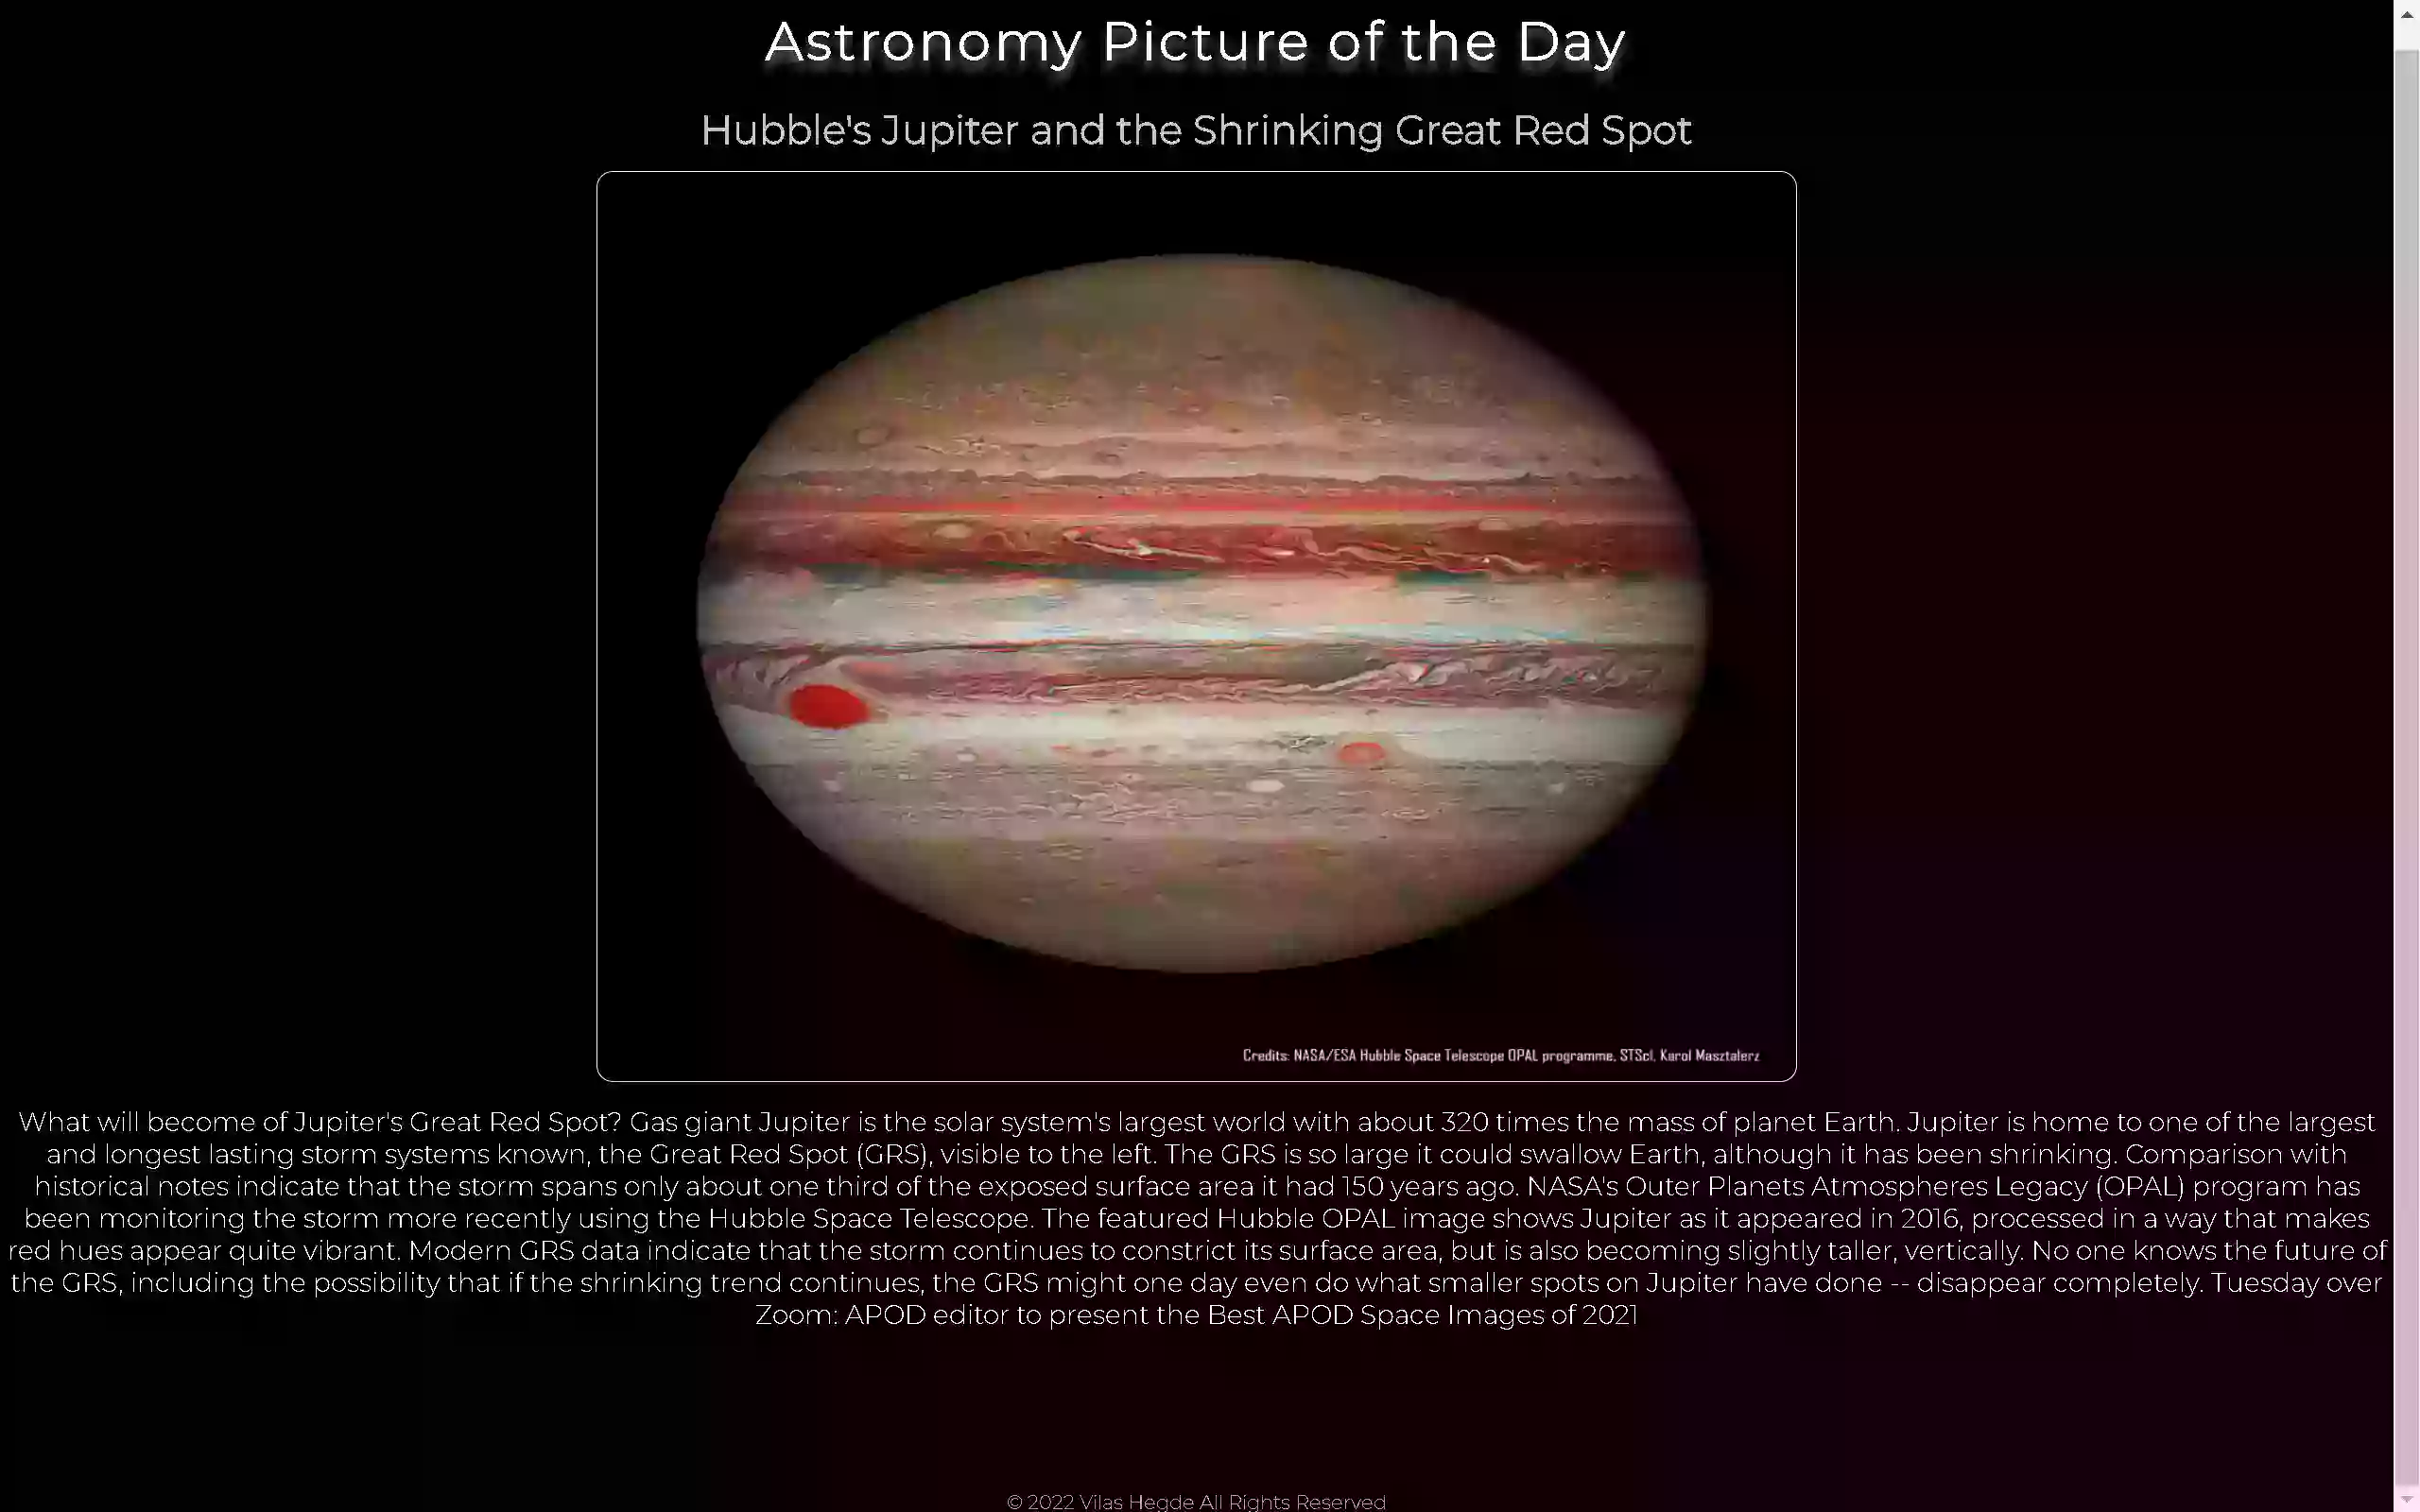 Astronomy Picture of the Day
Hubble's Jupiter and the Shrinking Great Red Spot
Credits: NASA/ESA Hubble Space Telescope OPAL programme, STScI, Karol Masztalerz
What will become of Jupiter's Great Red Spot? Gas giant Jupiter is the solar system's largest world with about 320 times the mass of planet Earth. Jupiter is home to one of the largest
and longest lasting storm systems known, the Great Red Spot (GRS), visible to the left. The GRS is so large it could swallow Earth, although it has been shrinking. Comparison with
historical notes indicate that the storm spans only about one third of the exposed surface area it had 150 years ago. NASA's Outer Planets Atmospheres Legacy (OPAL) program has
been monitoring the storm more recently using the Hubble Space Telescope. The featured Hubble OPAL image shows Jupiter as it appeared in 2016, processed in a way that makes
red hues appear quite vibrant. Modern GRS data indicate that the storm continues to constrict its surface area, but is also becoming slightly taller, vertically. No one knows the future of
the GRS, including the possibility that if the shrinking trend continues, the GRS might one day even do what smaller spots on Jupiter have done -- disappear completely. Tuesday over
Zoom: APOD editor to present the Best APOD Space Images of 2021
© 2022 Vilas Hegde All Rights Reserved